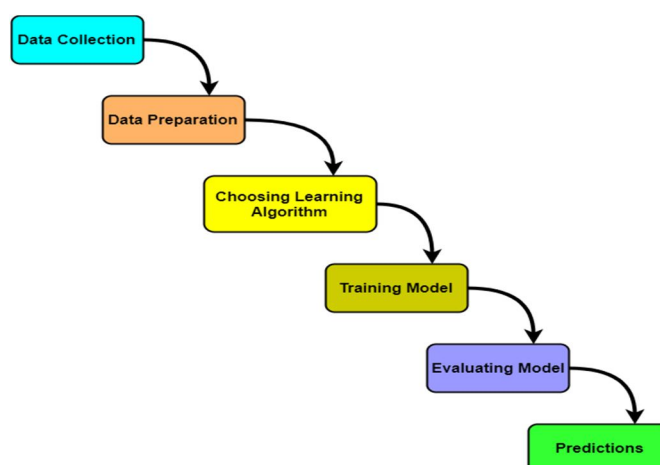 Data Collection
Data Preparation
Choosing Learning
Algorithm
Training Model
Evaluating Model
Predictions